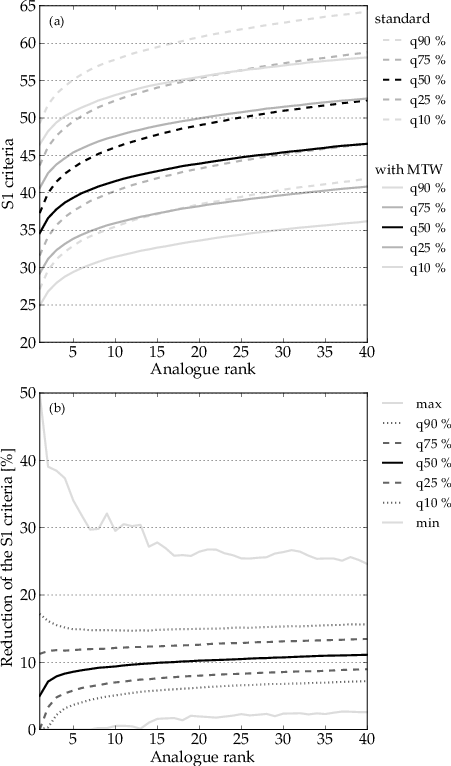 65
60
55
50
45
40
35
30
25
20
S1 criteria
(a)
5 10 15 20 25 30 35 40
Analogue rank
standard
q90 %
q75 %
q50 %
q25 %
q10 %
with MTW
q90 %
q75 %
q50 %
q25 %
q10 %
50
40
30
20
10
0
Reduction of the S1 criteria [%]
(b)
5 10 15 20 25 30 35 40
Analogue rank
max
q90 %
q75 %
q50 %
q25 %
q10 %
min